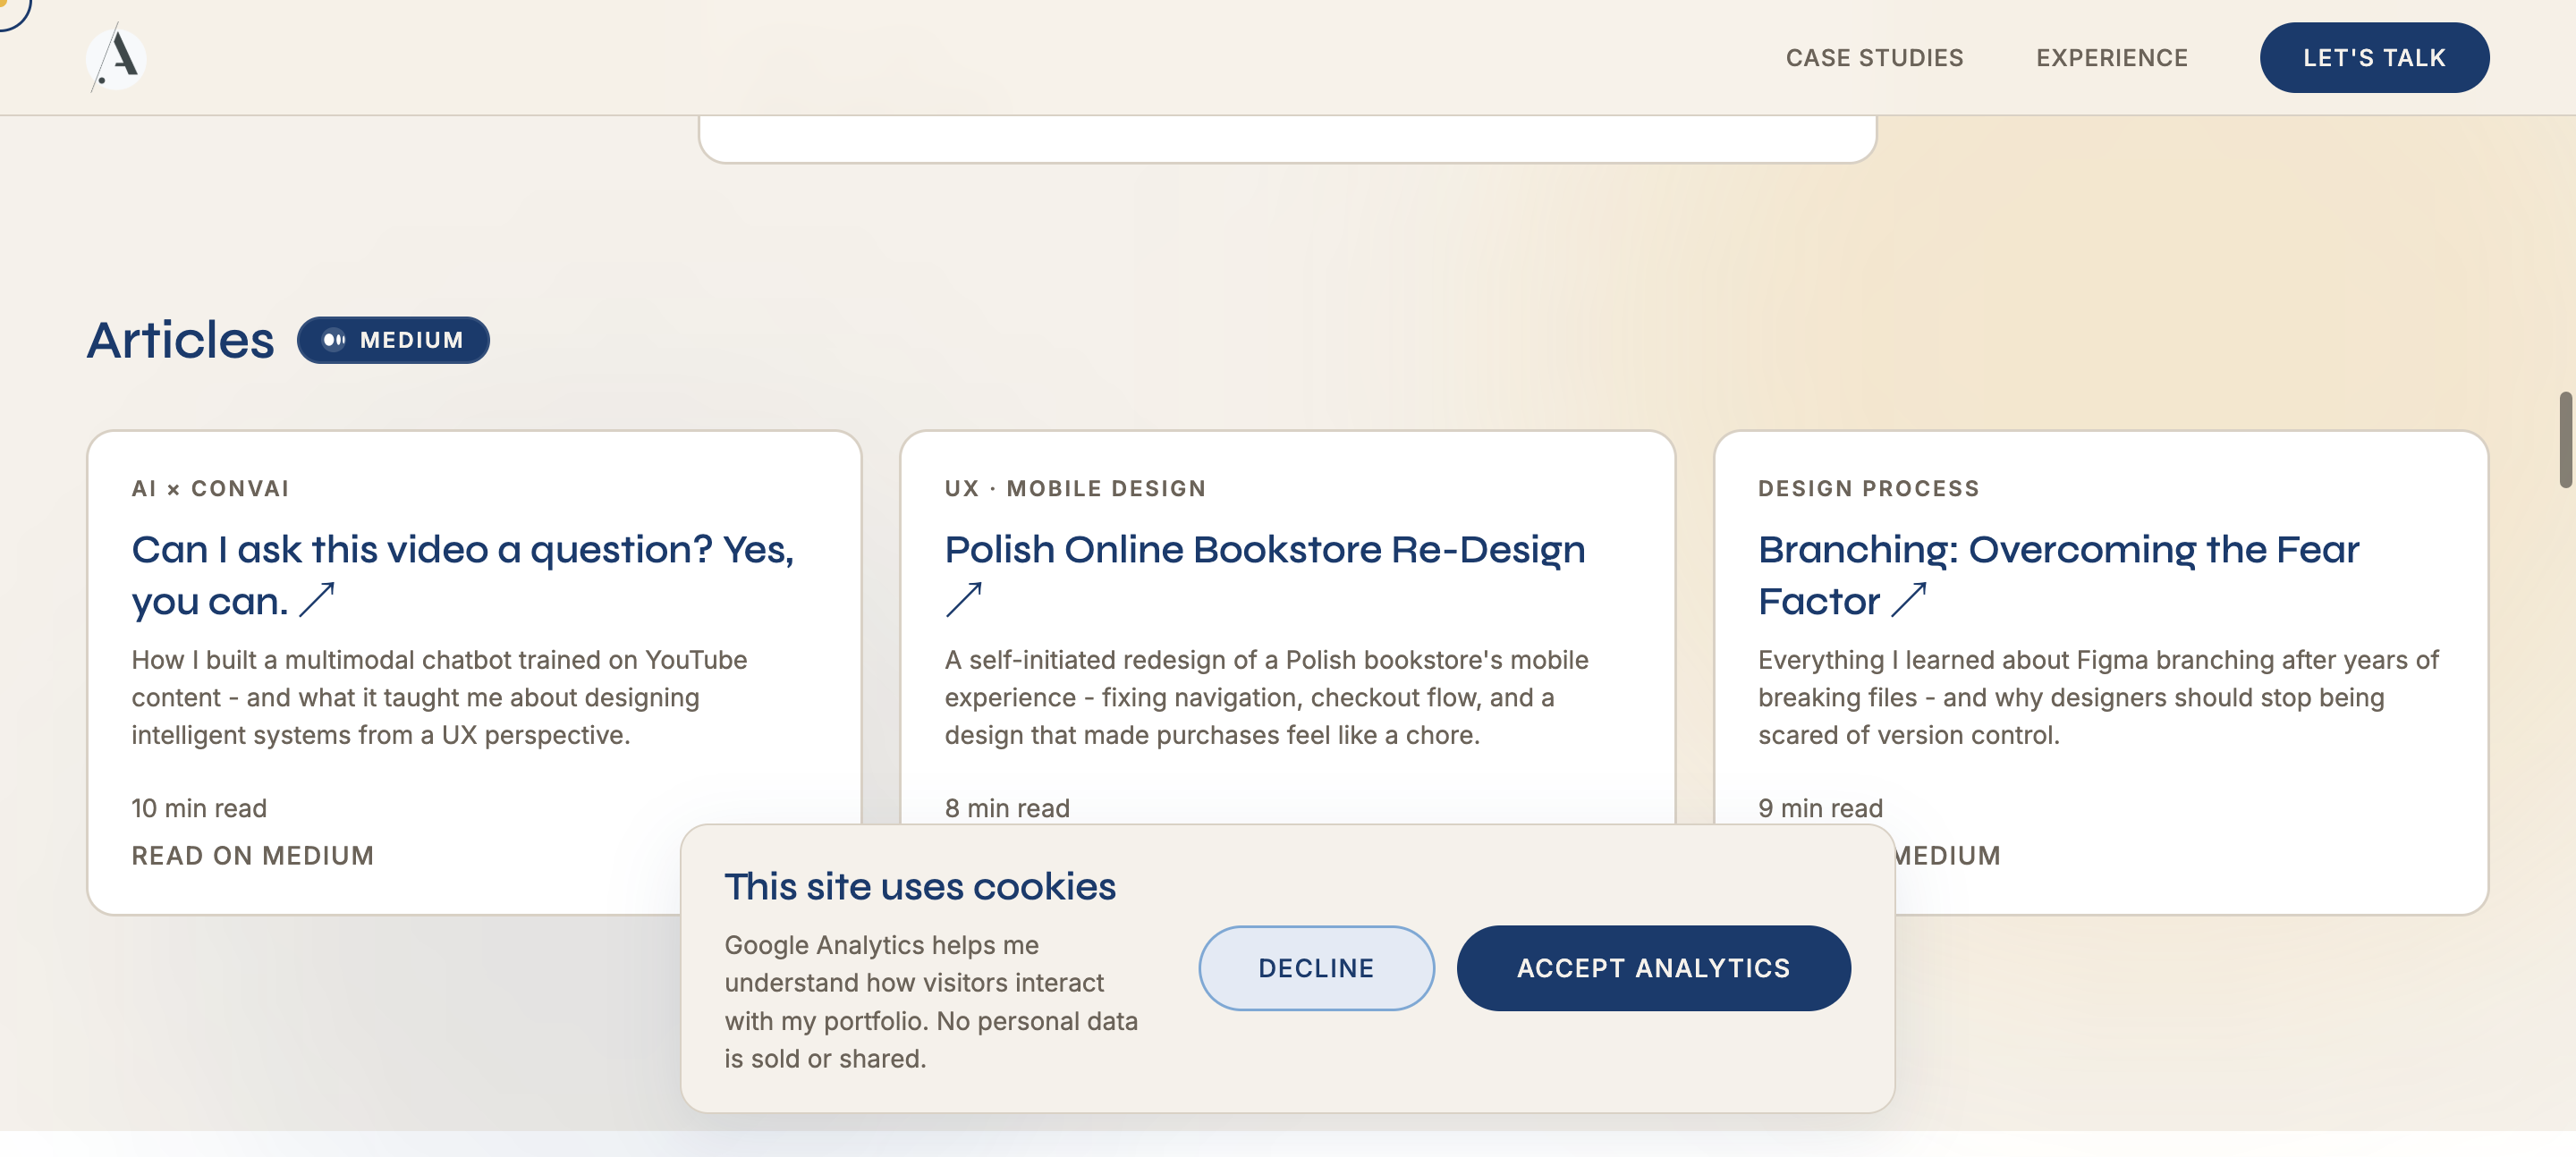 A
CASE STUDIES
EXPERIENCE
LET'S TALK
Articles
MEDIUM
AI × CONVAI
Can I ask this video a question? Yes,
you can. ↗
How I built a multimodal chatbot trained on YouTube
content - and what it taught me about designing
intelligent systems from a UX perspective.
10 min read
READ ON MEDIUM
UX · MOBILE DESIGN
Polish Online Bookstore Re-Design
↗
A self-initiated redesign of a Polish bookstore's mobile
experience - fixing navigation, checkout flow, and a
design that made purchases feel like a chore.
8 min read
DESIGN PROCESS
Branching: Overcoming the Fear
Factor ↗
Everything I learned about Figma branching after years of
breaking files - and why designers should stop being
scared of version control.
9 min read
MEDIUM
This site uses cookies
Google Analytics helps me
understand how visitors interact
with my portfolio. No personal data
is sold or shared.
DECLINE
ACCEPT ANALYTICS